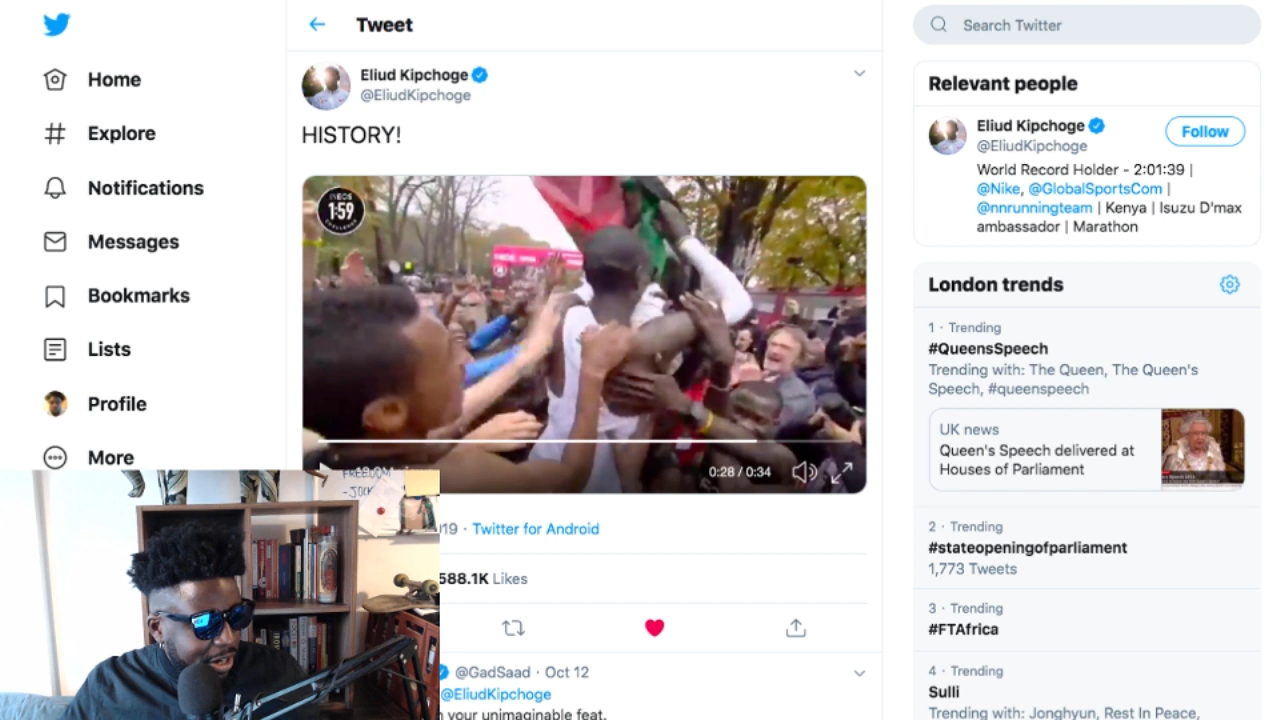 Home
Explore
Notifications
Messages
Bookmarks
Lists
Profile
More
Tweet
Eliud Kipchoge
@EliudKipchoge
HISTORY!
INEOS
1:59
CHALLENGE
0:28 / 0:34
FREEDOM
-JOCK
19 · Twitter for Android
588.1K Likes
@GadSaad · Oct 12
@EliudKipchoge
your unimaginable feat.
Search Twitter
Relevant people
Eliud Kipchoge
@EliudKipchoge
Follow
World Record Holder - 2:01:39 |
@Nike, @GlobalSportsCom |
@nnrunningteam | Kenya | Isuzu D'max
ambassador | Marathon
London trends
1 · Trending
#QueensSpeech
Trending with: The Queen, The Queen's
Speech, #queenspeech
UK news
Queen's Speech delivered at
Houses of Parliament
2 · Trending
#stateopeningofparliament
1,773 Tweets
3 · Trending
#FTAfrica
4 · Trending
Sulli
Trending with: Jonghyun, Rest In Peace,